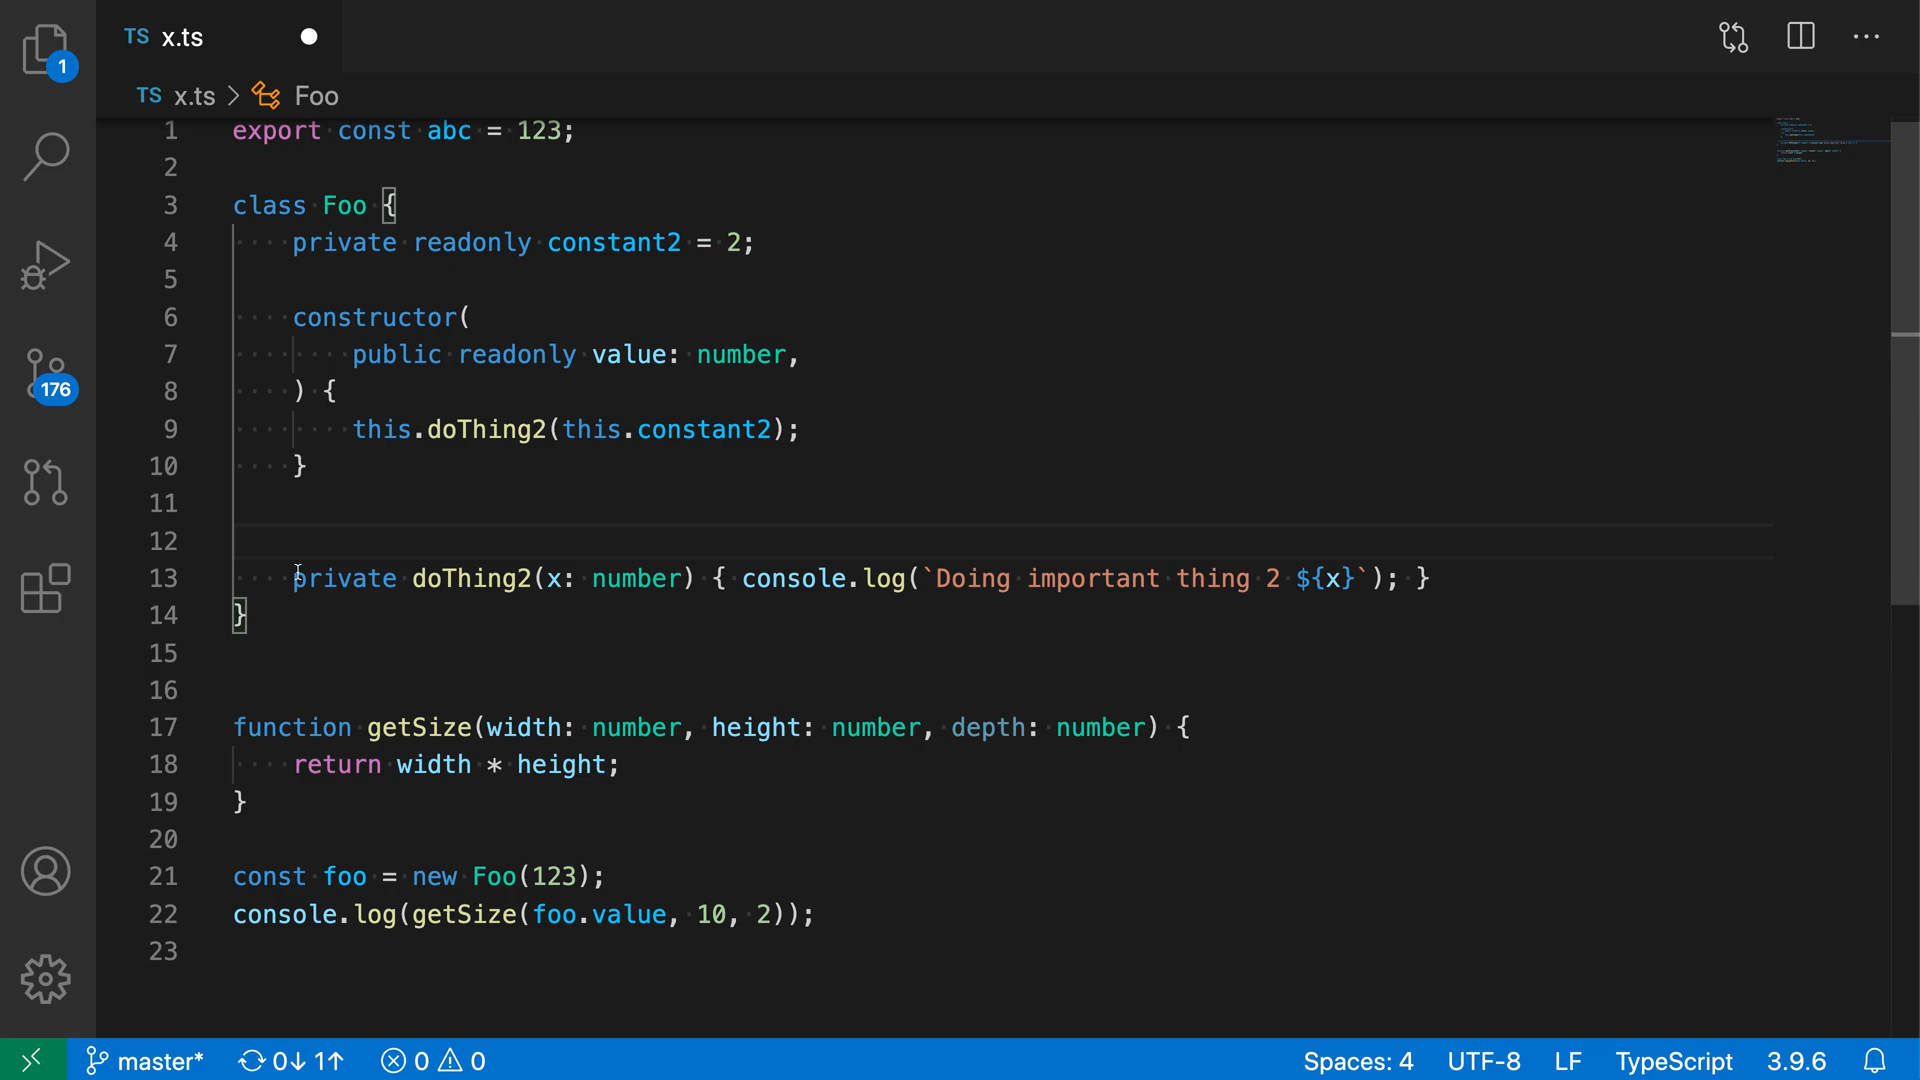 TS x.ts
1
TS x.ts > Foo
1 export const abc = 123;
2
3 class Foo {
4 private readonly constant2 = 2;
5
6 constructor(
7 public readonly value: number,
8 ) {
9 this.doThing2(this.constant2);
10 }
11
12
13 private doThing2(x: number) { console.log(`Doing important thing 2 ${x}`); }
14 }
15
16
17 function getSize(width: number, height: number, depth: number) {
18 return width * height;
19 }
20
21 const foo = new Foo(123);
22 console.log(getSize(foo.value, 10, 2));
23
176
master* 0↓ 1↑ 0 0 Spaces: 4 UTF-8 LF TypeScript 3.9.6